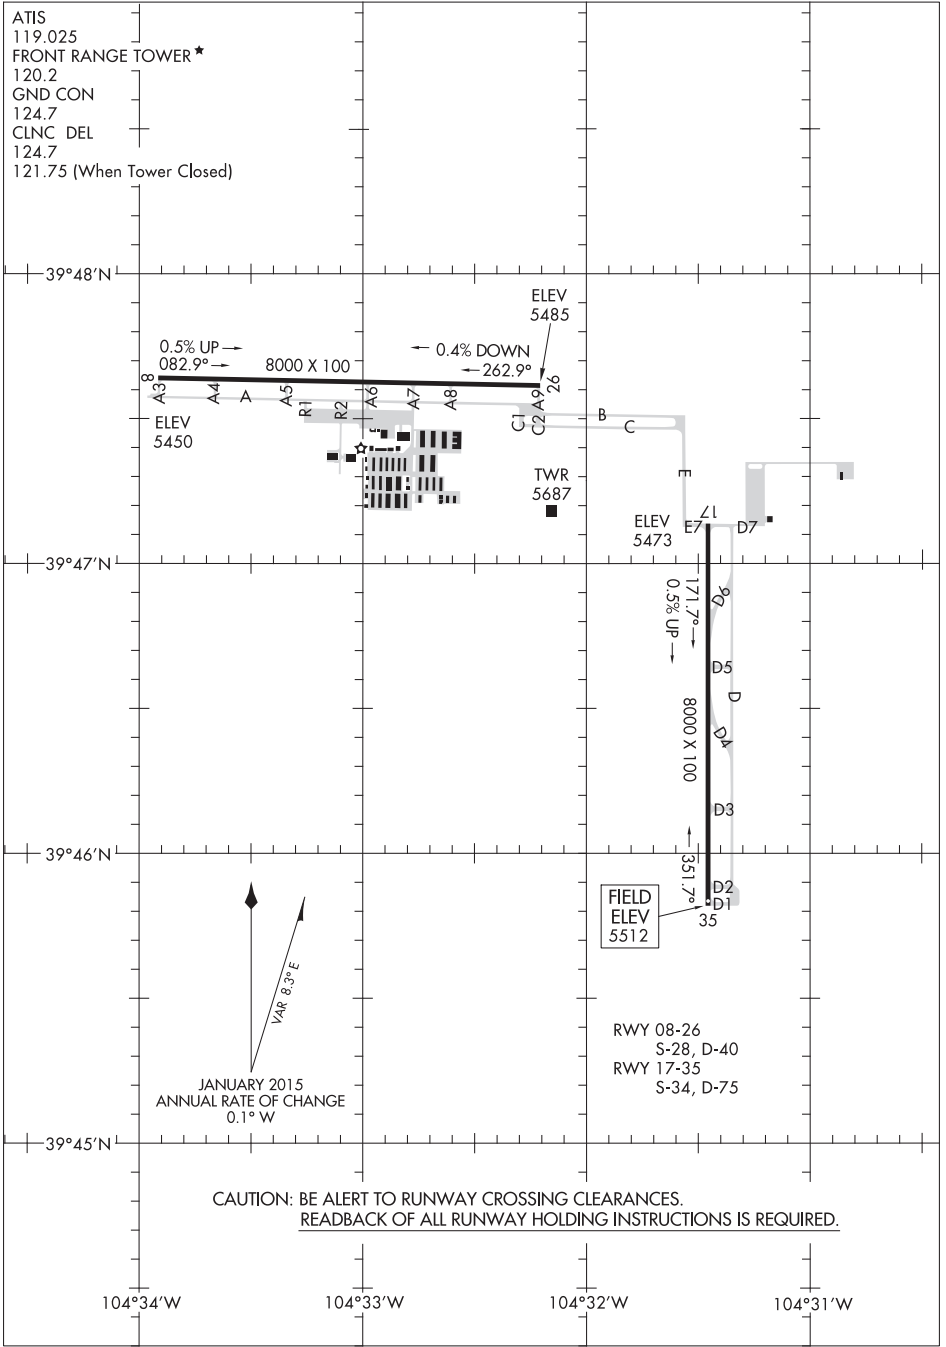 ATIS
119.025
FRONT RANGE TOWER★
120.2
GND CON
124.7
CLNC DEL
124.7
121.75 (When Tower Closed)
39°48'N
ELEV
5485
0.5% UP →
082.9° →
8000 X 100
← 0.4% DOWN
← 262.9°
8
26
A3
A4
A
A5
R1
R2
A6
A7
A8
A9
C1
C2
B
C
ELEV
5450
E
TWR
5687
ELEV
5473
E7
17
D7
39°47'N
171.7° →
0.5% UP →
D6
D5
D
8000 X 100
D4
D3
39°46'N
351.7° →
D2
D1
35
FIELD
ELEV
5512
VAR 8.3° E
JANUARY 2015
ANNUAL RATE OF CHANGE
0.1° W
RWY 08-26
S-28, D-40
RWY 17-35
S-34, D-75
39°45'N
CAUTION: BE ALERT TO RUNWAY CROSSING CLEARANCES.
READBACK OF ALL RUNWAY HOLDING INSTRUCTIONS IS REQUIRED.
104°34'W
104°33'W
104°32'W
104°31'W